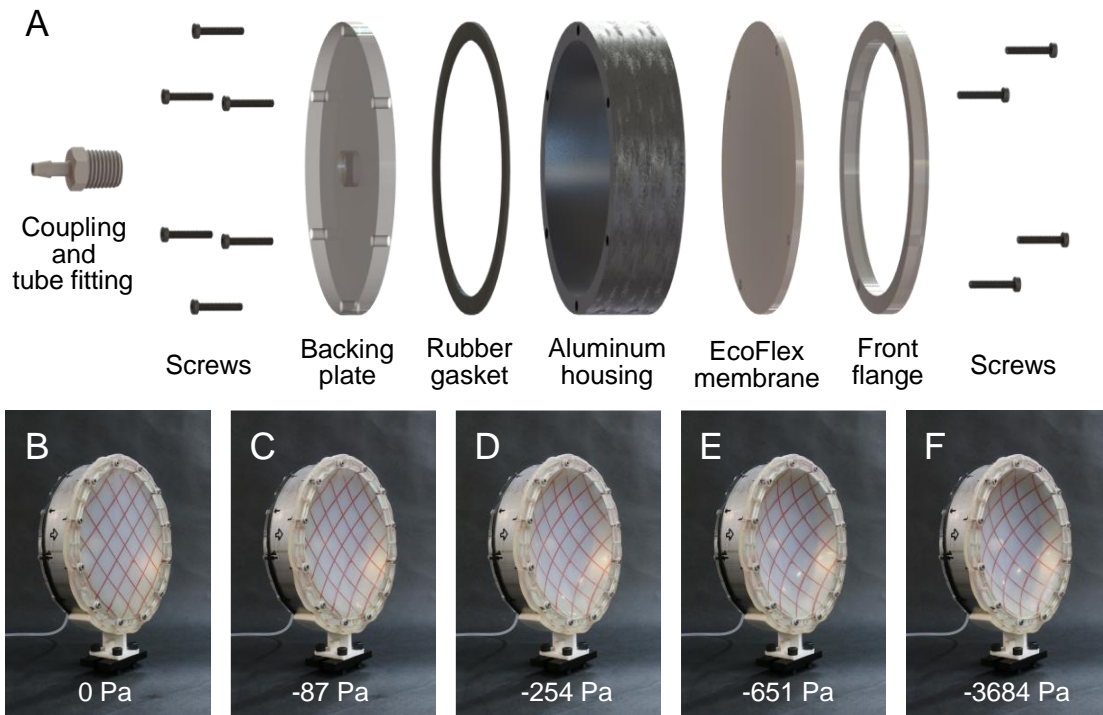 A
Coupling
and
tube fitting
Screws
Backing
plate
Rubber
gasket
Aluminum
housing
EcoFlex
membrane
Front
flange
Screws
B
0 Pa
C
-87 Pa
D
-254 Pa
E
-651 Pa
F
-3684 Pa